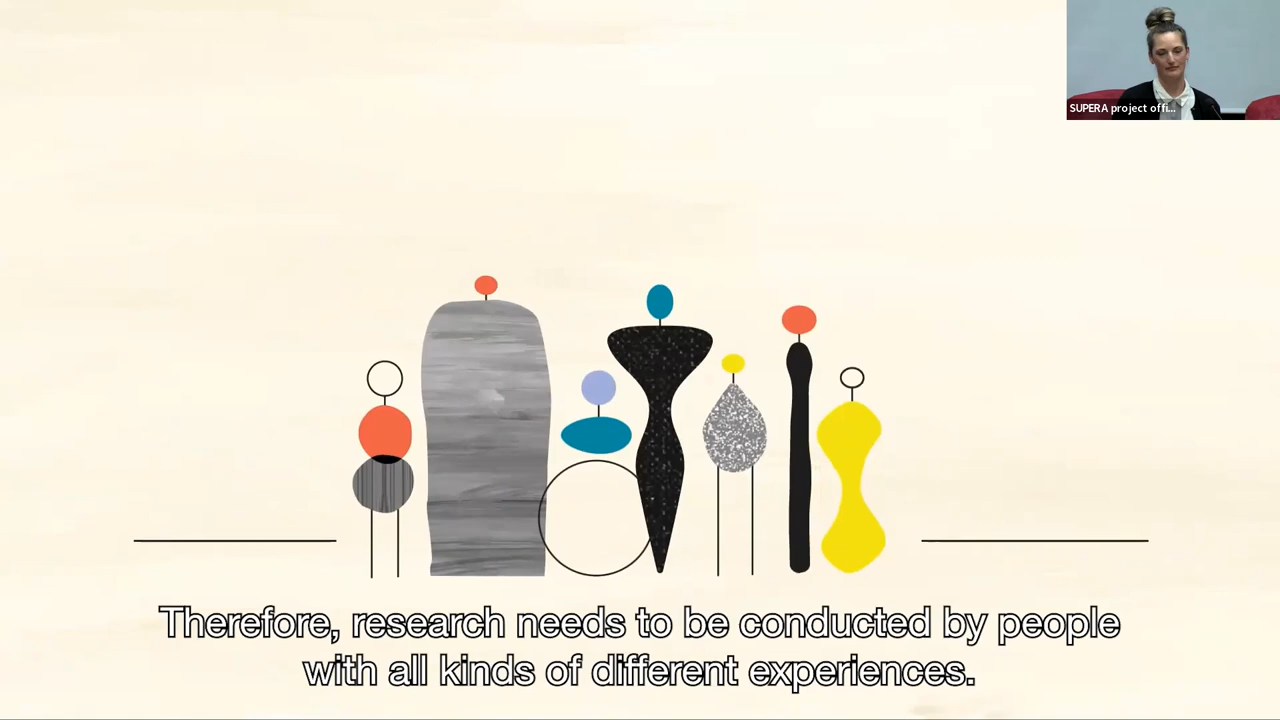 SUPERA project offi...
Therefore, research needs to be conducted by people
with all kinds of different experiences.